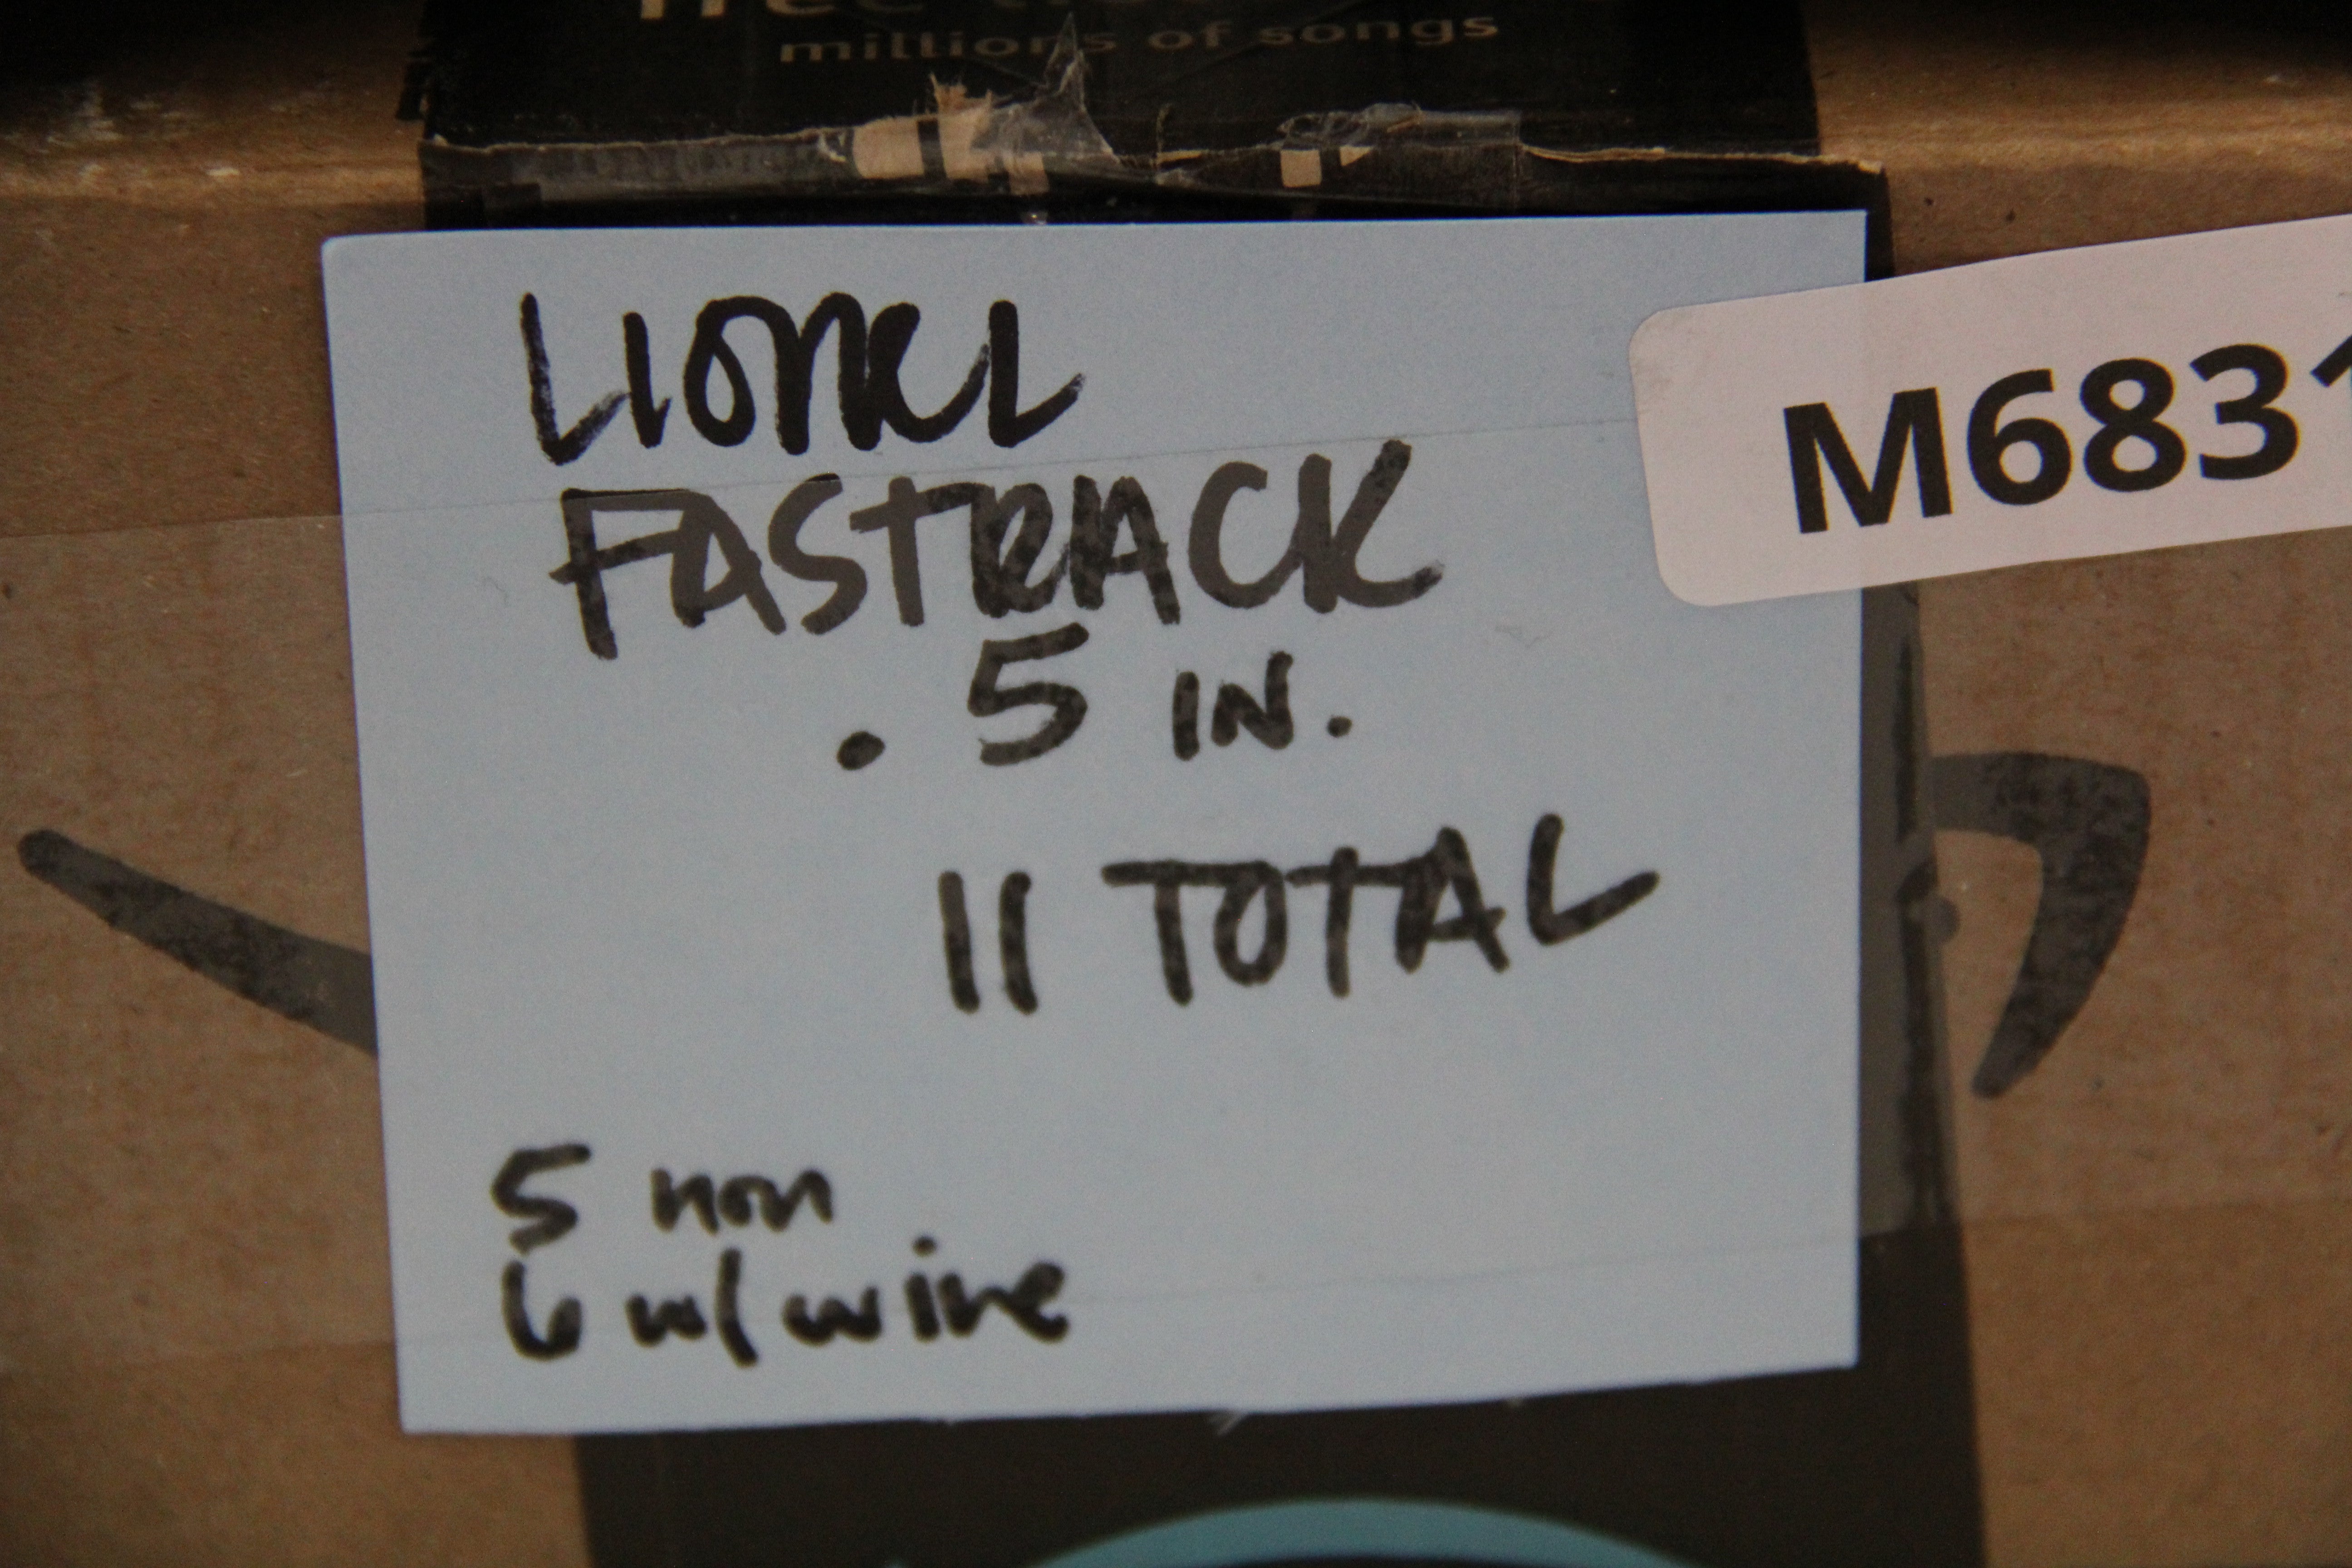 millions of songs
LIONEL
M6831
FASTRACK
. 5 IN.
11 TOTAL
5 non
6 w/ wire